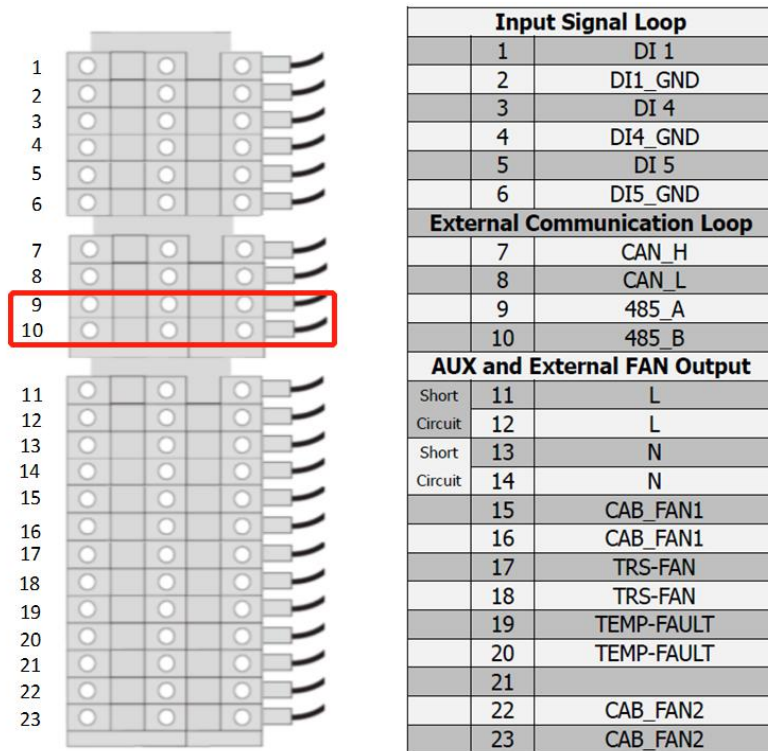 1
2
3
4
5
6
7
8
9
10
11
12
13
14
15
16
17
18
19
20
21
22
23
Input Signal Loop
1 DI 1
2 DI1_GND
3 DI 4
4 DI4_GND
5 DI 5
6 DI5_GND
External Communication Loop
7 CAN_H
8 CAN_L
9 485_A
10 485_B
AUX and External FAN Output
Short 11 L
Circuit 12 L
Short 13 N
Circuit 14 N
15 CAB_FAN1
16 CAB_FAN1
17 TRS-FAN
18 TRS-FAN
19 TEMP-FAULT
20 TEMP-FAULT
21
22 CAB_FAN2
23 CAB_FAN2